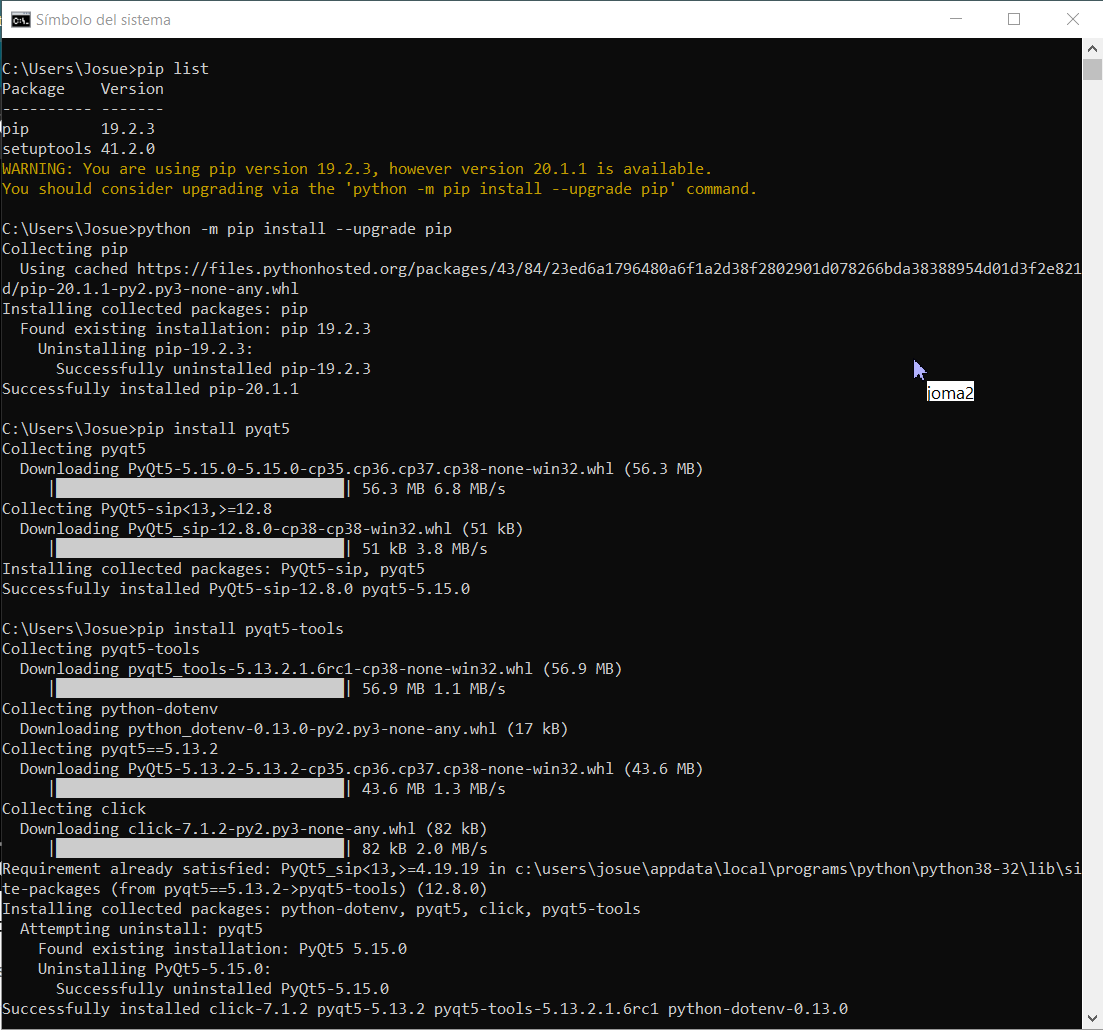 Símbolo del sistema
C:\Users\Josue>pip list
Package    Version
---------- -------
pip        19.2.3
setuptools 41.2.0
WARNING: You are using pip version 19.2.3, however version 20.1.1 is available.
You should consider upgrading via the 'python -m pip install --upgrade pip' command.
C:\Users\Josue>python -m pip install --upgrade pip
Collecting pip
  Using cached https://files.pythonhosted.org/packages/43/84/23ed6a1796480a6f1a2d38f2802901d078266bda38388954d01d3f2e821
d/pip-20.1.1-py2.py3-none-any.whl
Installing collected packages: pip
  Found existing installation: pip 19.2.3
    Uninstalling pip-19.2.3:
      Successfully uninstalled pip-19.2.3
Successfully installed pip-20.1.1
joma2
C:\Users\Josue>pip install pyqt5
Collecting pyqt5
  Downloading PyQt5-5.15.0-5.15.0-cp35.cp36.cp37.cp38-none-win32.whl (56.3 MB)
     |████████████████████████████████| 56.3 MB 6.8 MB/s
Collecting PyQt5-sip<13,>=12.8
  Downloading PyQt5_sip-12.8.0-cp38-cp38-win32.whl (51 kB)
     |████████████████████████████████| 51 kB 3.8 MB/s
Installing collected packages: PyQt5-sip, pyqt5
Successfully installed PyQt5-sip-12.8.0 pyqt5-5.15.0
C:\Users\Josue>pip install pyqt5-tools
Collecting pyqt5-tools
  Downloading pyqt5_tools-5.13.2.1.6rc1-cp38-none-win32.whl (56.9 MB)
     |████████████████████████████████| 56.9 MB 1.1 MB/s
Collecting python-dotenv
  Downloading python_dotenv-0.13.0-py2.py3-none-any.whl (17 kB)
Collecting pyqt5==5.13.2
  Downloading PyQt5-5.13.2-5.13.2-cp35.cp36.cp37.cp38-none-win32.whl (43.6 MB)
     |████████████████████████████████| 43.6 MB 1.3 MB/s
Collecting click
  Downloading click-7.1.2-py2.py3-none-any.whl (82 kB)
     |████████████████████████████████| 82 kB 2.0 MB/s
Requirement already satisfied: PyQt5_sip<13,>=4.19.19 in c:\users\josue\appdata\local\programs\python\python38-32\lib\si
te-packages (from pyqt5==5.13.2->pyqt5-tools) (12.8.0)
Installing collected packages: python-dotenv, pyqt5, click, pyqt5-tools
  Attempting uninstall: pyqt5
    Found existing installation: PyQt5 5.15.0
    Uninstalling PyQt5-5.15.0:
      Successfully uninstalled PyQt5-5.15.0
Successfully installed click-7.1.2 pyqt5-5.13.2 pyqt5-tools-5.13.2.1.6rc1 python-dotenv-0.13.0